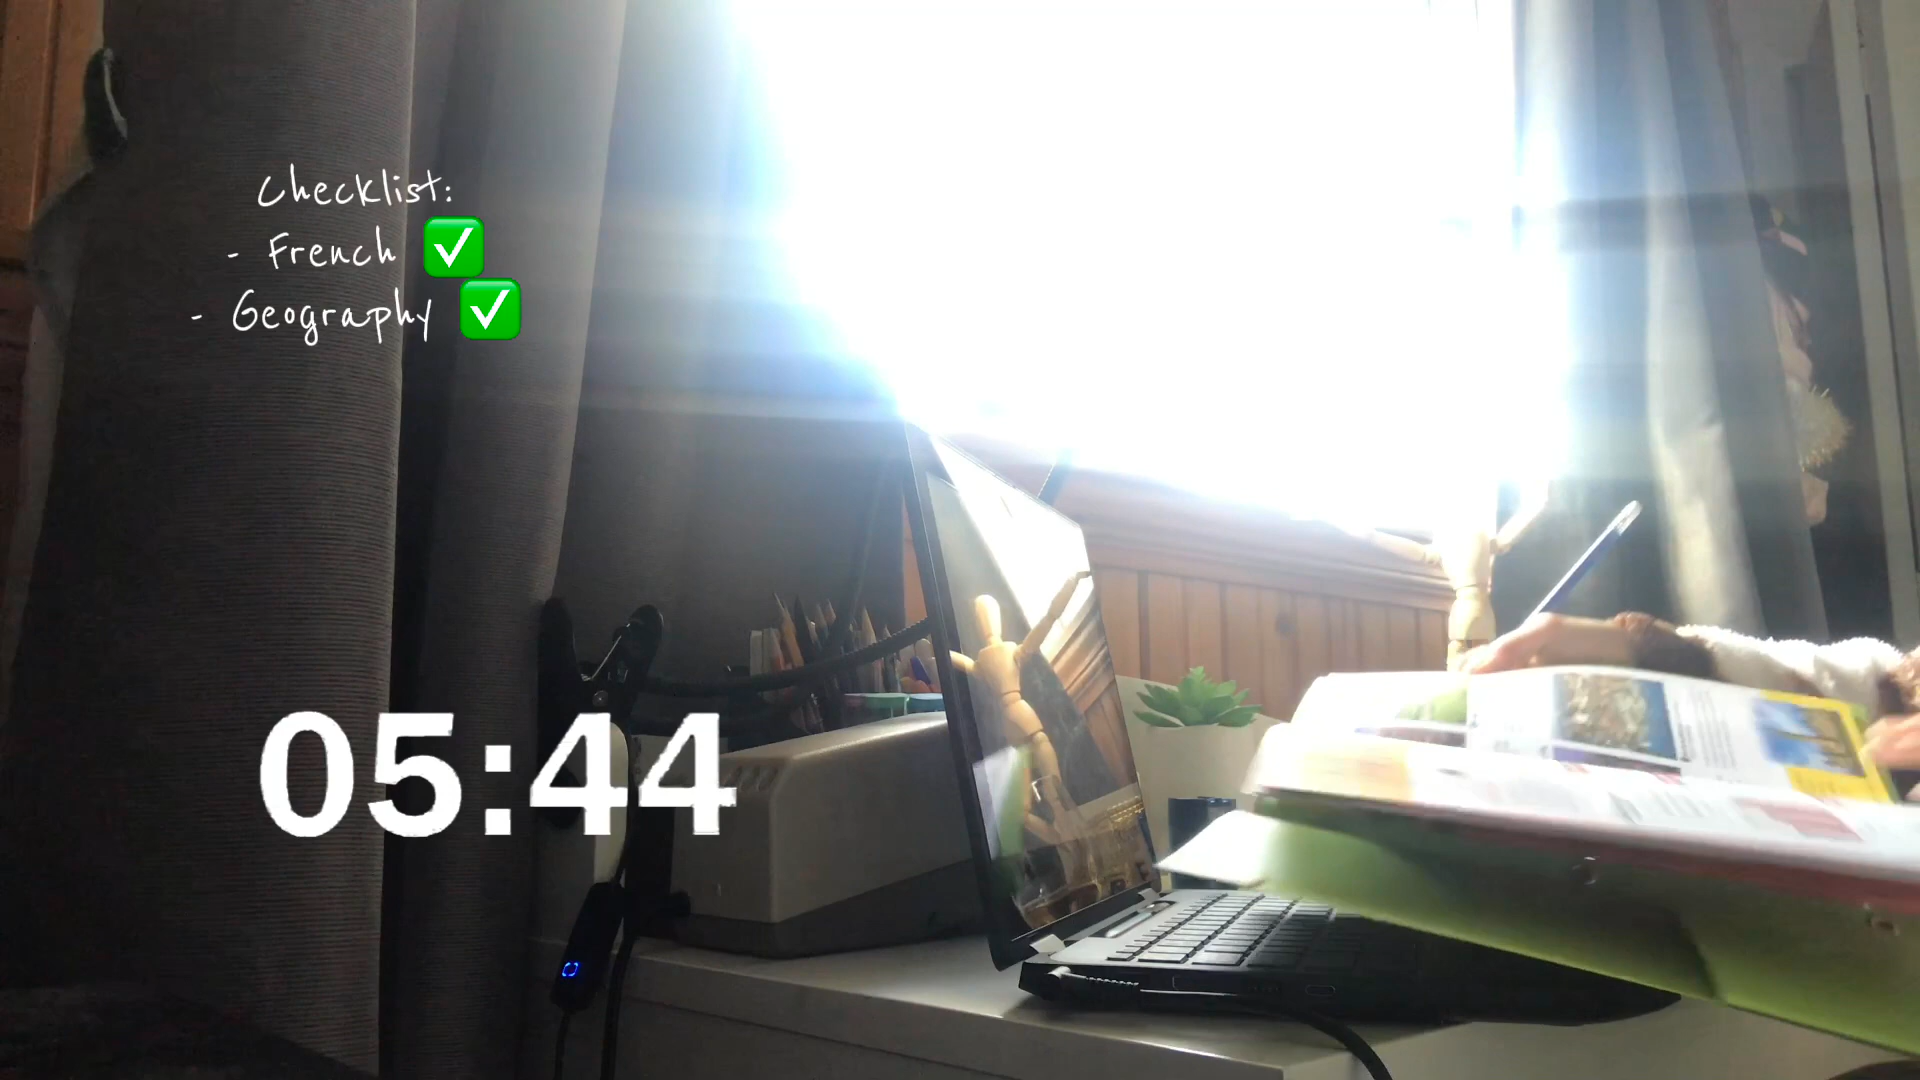 Checklist:
- French ✅
- Geography ✅
05:44